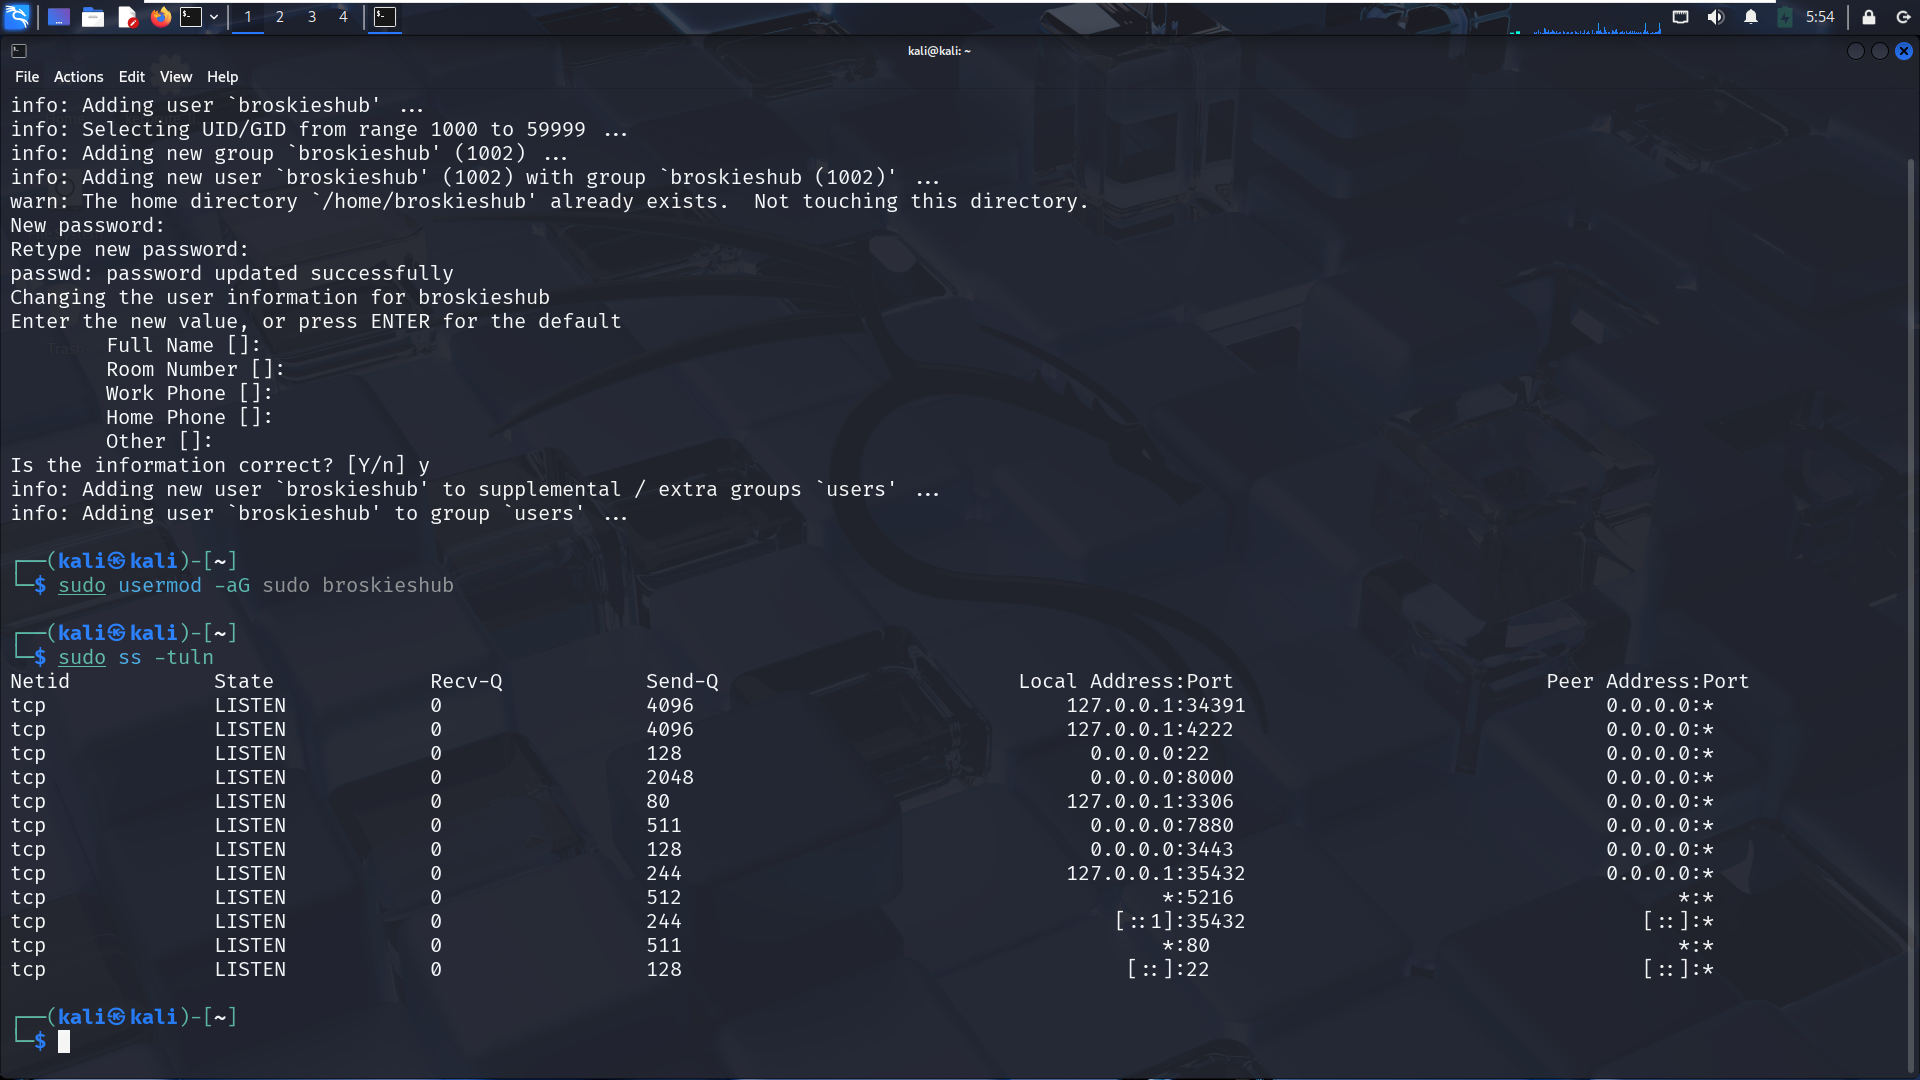 1 2 3 4 5:54
kali@kali: ~
File Actions Edit View Help
info: Adding user `broskieshub' ...
info: Selecting UID/GID from range 1000 to 59999 ...
info: Adding new group `broskieshub' (1002) ...
info: Adding new user `broskieshub' (1002) with group `broskieshub (1002)' ...
warn: The home directory `/home/broskieshub' already exists.  Not touching this directory.
New password:
Retype new password:
passwd: password updated successfully
Changing the user information for broskieshub
Enter the new value, or press ENTER for the default
Full Name []:
Room Number []:
Work Phone []:
Home Phone []:
Other []:
Is the information correct? [Y/n] y
info: Adding new user `broskieshub' to supplemental / extra groups `users' ...
info: Adding user `broskieshub' to group `users' ...
┌──(kali㉿kali)-[~]
└─$ sudo usermod -aG sudo broskieshub
┌──(kali㉿kali)-[~]
└─$ sudo ss -tuln
Netid State Recv-Q Send-Q Local Address:Port Peer Address:Port
tcp LISTEN 0 4096 127.0.0.1:34391 0.0.0.0:*
tcp LISTEN 0 4096 127.0.0.1:4222 0.0.0.0:*
tcp LISTEN 0 128 0.0.0.0:22 0.0.0.0:*
tcp LISTEN 0 2048 0.0.0.0:8000 0.0.0.0:*
tcp LISTEN 0 80 127.0.0.1:3306 0.0.0.0:*
tcp LISTEN 0 511 0.0.0.0:7880 0.0.0.0:*
tcp LISTEN 0 128 0.0.0.0:3443 0.0.0.0:*
tcp LISTEN 0 244 127.0.0.1:35432 0.0.0.0:*
tcp LISTEN 0 512 *:5216 *:*
tcp LISTEN 0 244 [::1]:35432 [::]:*
tcp LISTEN 0 511 *:80 *:*
tcp LISTEN 0 128 [::]:22 [::]:*
┌──(kali㉿kali)-[~]
└─$